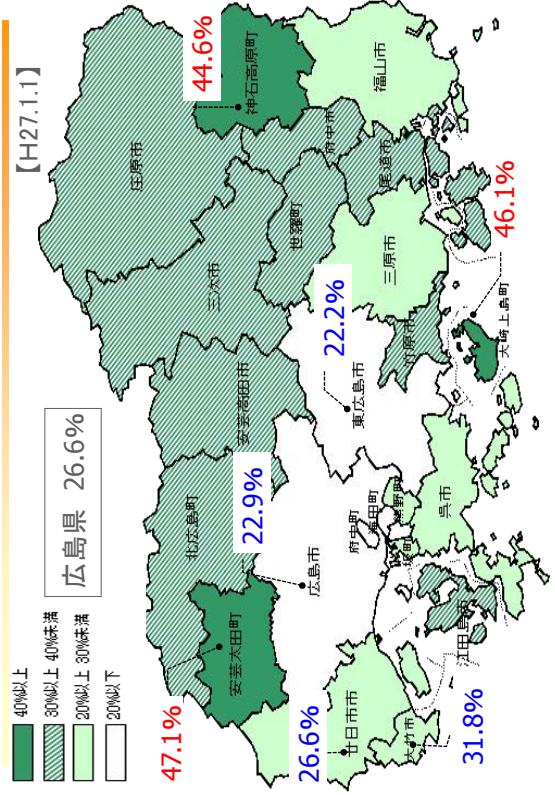 【H27.1.1】
広島県 26.6%
40%以上
30%以上 40%未満
20%以上 30%未満
20%以下
44.6%
神石高原町
福山市
庄原市
府中市
尾道市
世羅町
三次市
三原市
46.1%
大崎上島町
竹原市
22.2%
東広島市
安芸高田市
北広島町
22.9%
広島市
府中町
海田町
熊野町
坂町
呉市
江田島市
安芸太田町
47.1%
廿日市市
26.6%
大竹市
31.8%